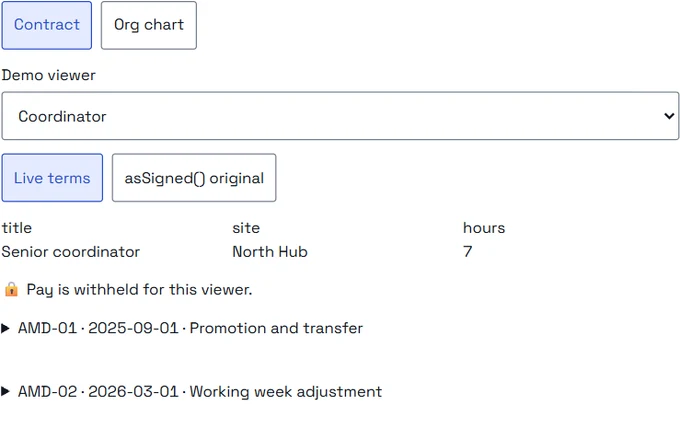 Contract Org chart
Demo viewer
Coordinator
Live terms asSigned() original
title site hours
Senior coordinator North Hub 7
🔒 Pay is withheld for this viewer.
▶ AMD-01 · 2025-09-01 · Promotion and transfer
▶ AMD-02 · 2026-03-01 · Working week adjustment